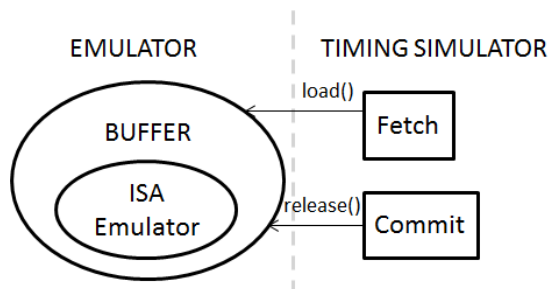 EMULATOR
TIMING SIMULATOR
load()
Fetch
BUFFER
ISA
Emulator
release()
Commit